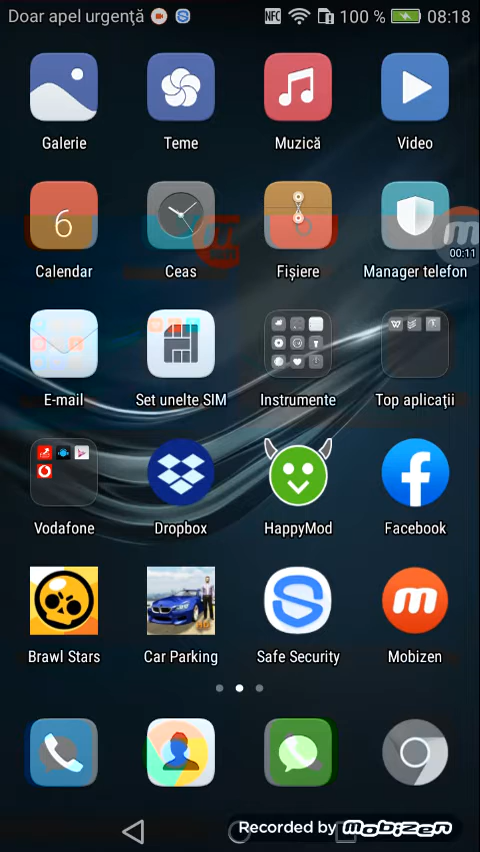 Doar apel urgenţă NFC 100 % 08:18
Galerie Teme Muzică Video
6
00:11
Calendar Ceas Fișiere Manager telefon
E-mail Set unelte SIM Instrumente Top aplicaţii
Vodafone Dropbox HappyMod Facebook
Brawl Stars Car Parking Safe Security Mobizen
Recorded by Mobizen